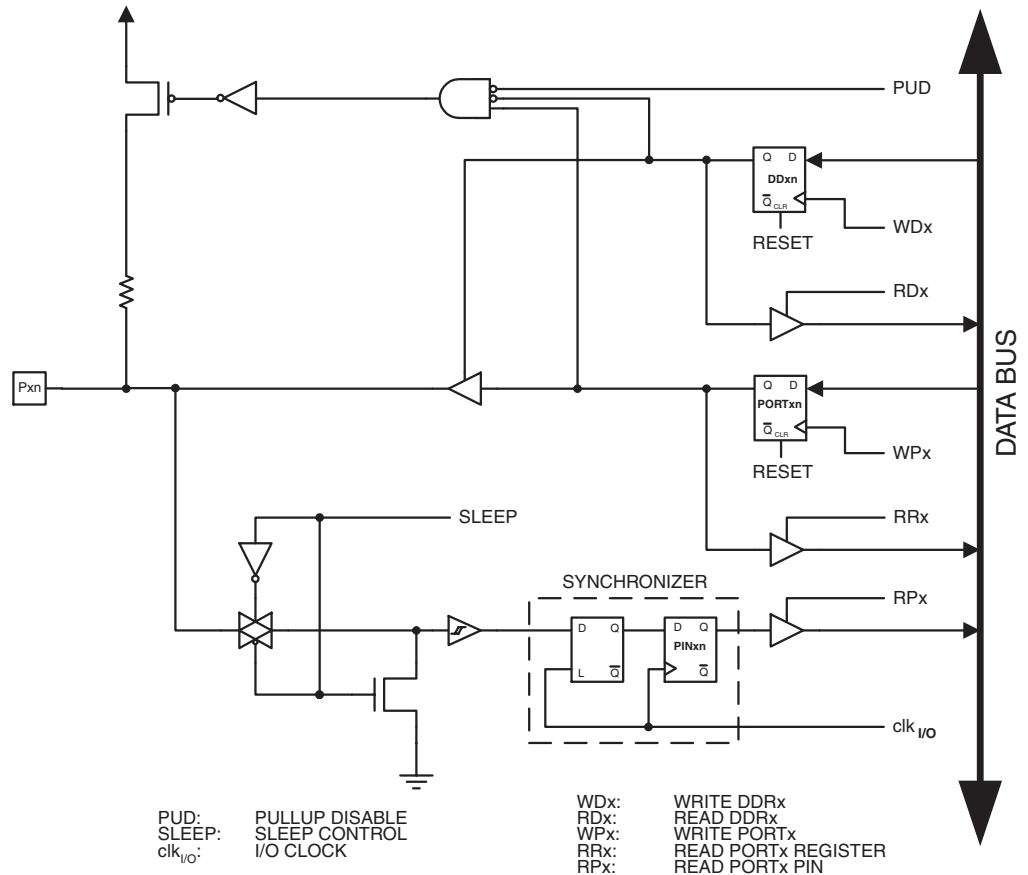 PUD
Q D
DDxn
Q CLR
WDx
RESET
RDx
Pxn
Q D
PORTxn
Q CLR
WPx
RESET
DATA BUS
RRx
SLEEP
SYNCHRONIZER
RPx
D Q
L Q
D Q
PINxn
Q
clk I/O
PUD: PULLUP DISABLE
SLEEP: SLEEP CONTROL
clkI/O: I/O CLOCK
WDx: WRITE DDRx
RDx: READ DDRx
WPx: WRITE PORTx
RRx: READ PORTx REGISTER
RPx: READ PORTx PIN